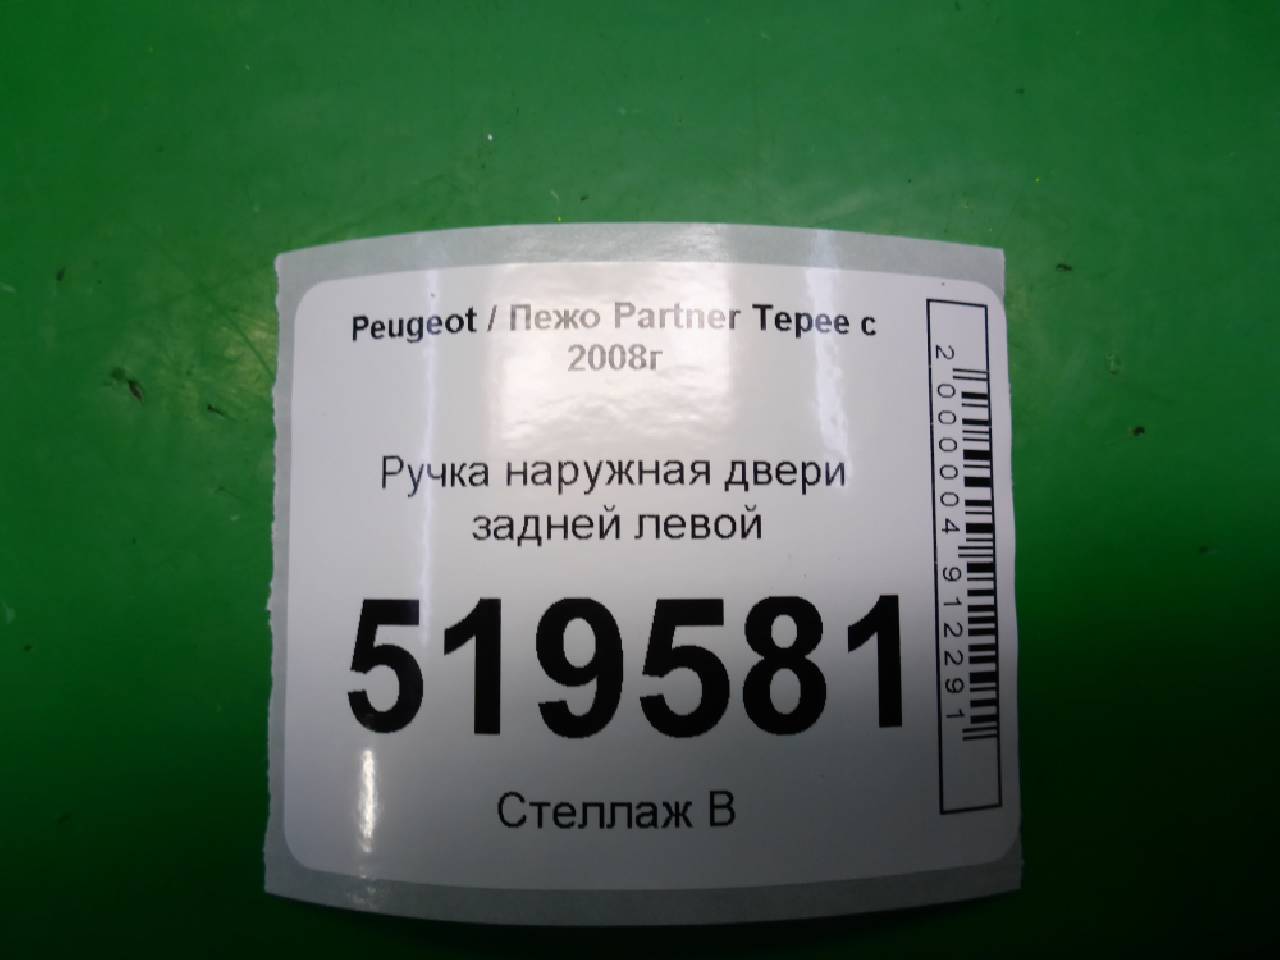 Peugeot / Пежо Partner Tepee с
2008г
Ручка наружная двери
задней левой
519581
Стеллаж В
2000004912291